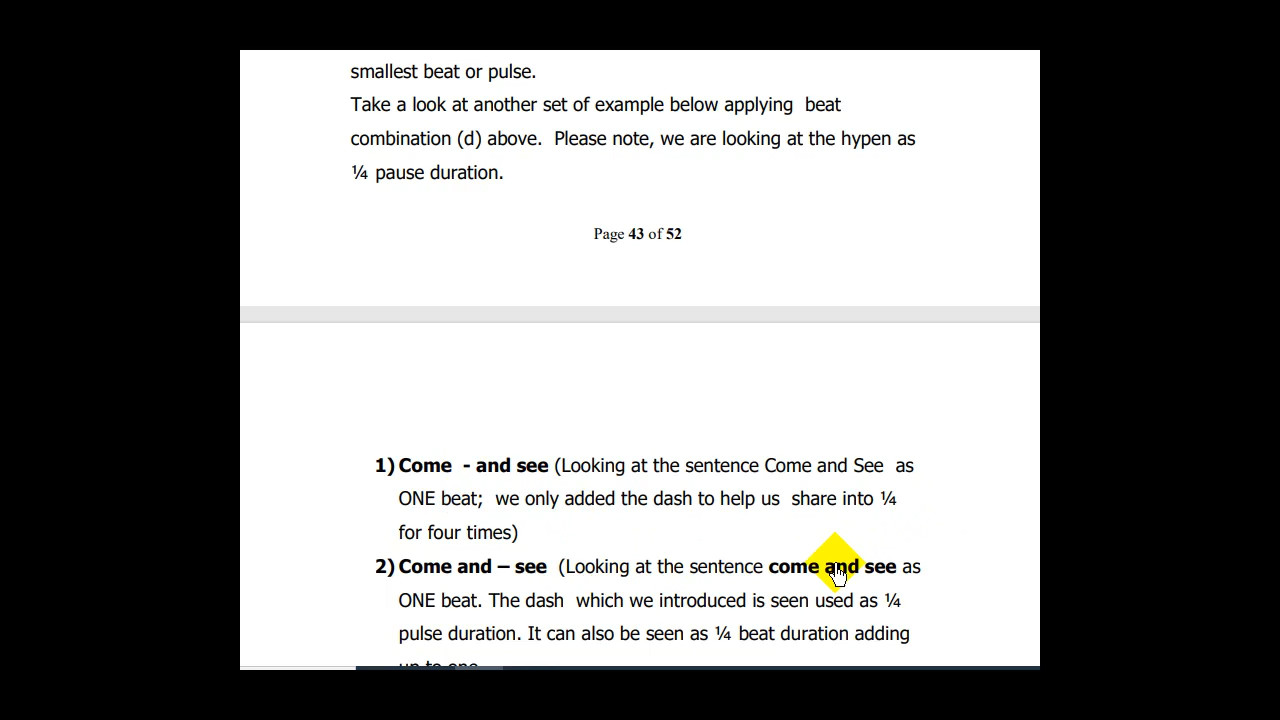 smallest beat or pulse.
Take a look at another set of example below applying  beat
combination (d) above.  Please note, we are looking at the hypen as
¼ pause duration.
Page 43 of 52
1) Come  - and see (Looking at the sentence Come and See  as
ONE beat;  we only added the dash to help us  share into ¼
for four times)
2) Come and – see  (Looking at the sentence come and see as
ONE beat. The dash  which we introduced is seen used as ¼
pulse duration. It can also be seen as ¼ beat duration adding
up to one